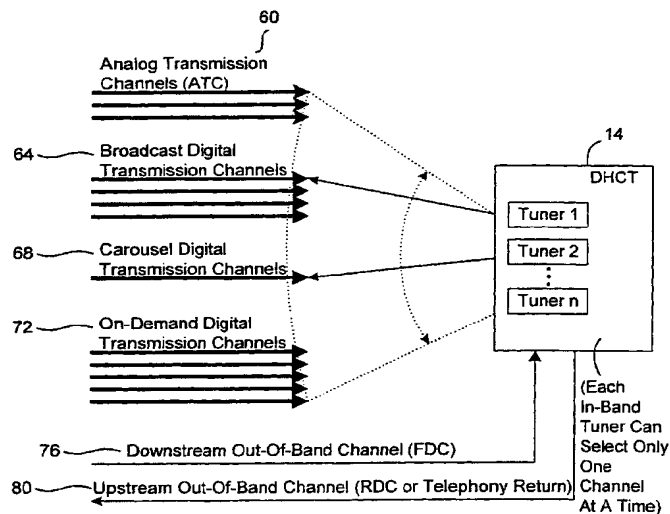 60
Analog Transmission
Channels (ATC)
14
64
Broadcast Digital
Transmission Channels
DHCT
Tuner 1
68
Carousel Digital
Transmission Channels
Tuner 2
72
On-Demand Digital
Transmission Channels
Tuner n
(Each
In-Band
Tuner Can
Select Only
One
Channel
At A Time)
76
Downstream Out-Of-Band Channel (FDC)
80
Upstream Out-Of-Band Channel (RDC or Telephony Return)